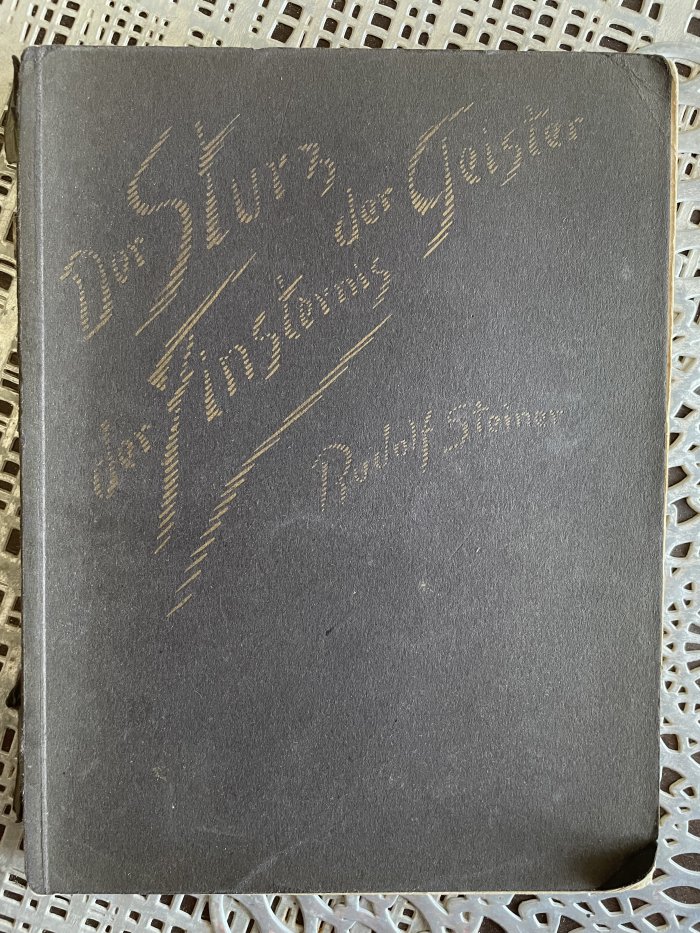 Der Sturz der Geister
der Finsternis
Rudolf Steiner